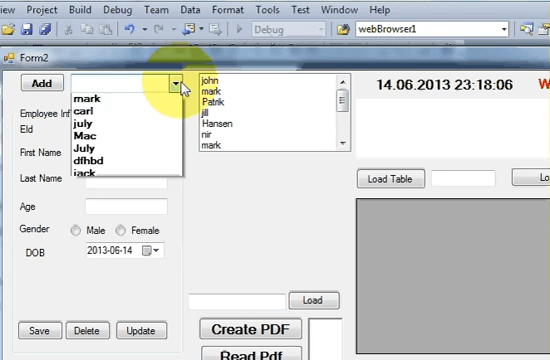 View Project Build Debug Team Data Format Tools Test Window Help
Debug webBrowser1
Form2
Add
mark
carl
july
Mac
July
dfhbd
jack
john
mark
Patrik
jill
Hansen
nir
mark
14.06.2013 23:18:06 W
Employee Inf
EId
First Name
Last Name
Age
Gender Male Female
DOB 2013-06-14
Load Table Lo
Load
Save Delete Update
Create PDF
Read Pdf